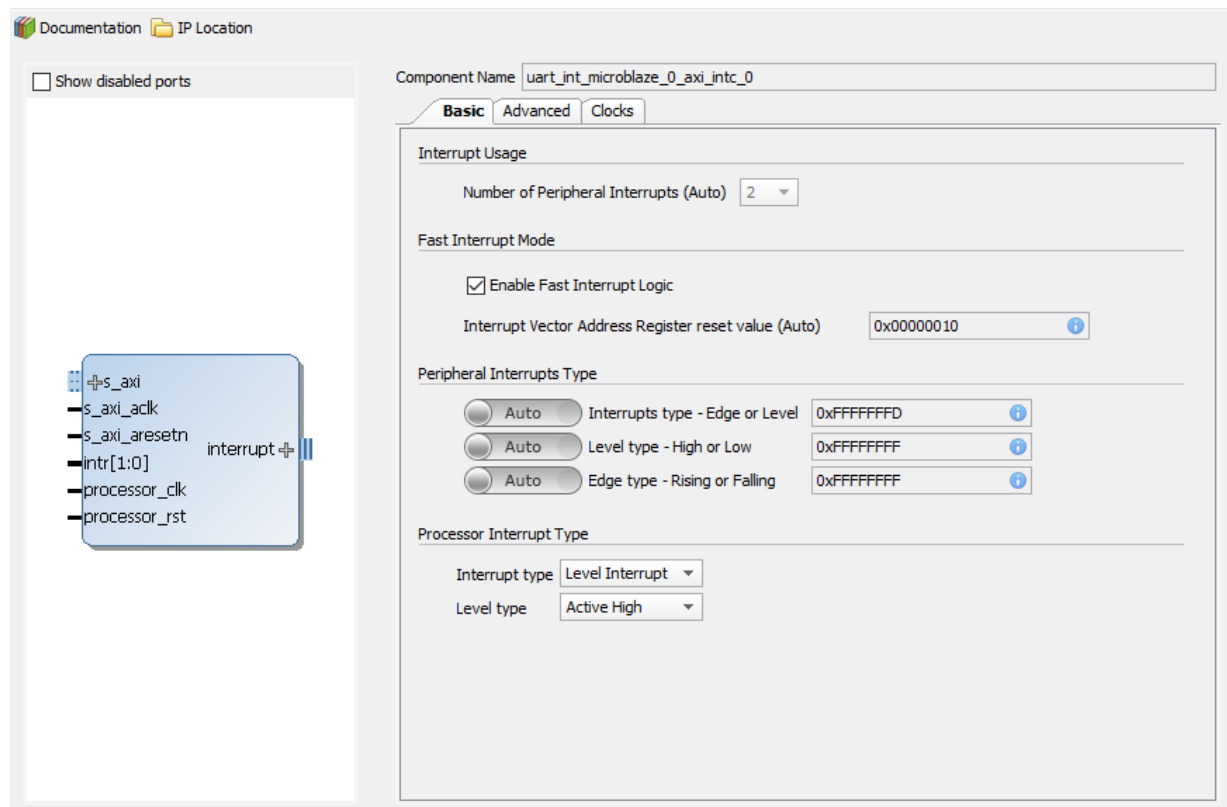 Documentation IP Location
Show disabled ports
s_axi
s_axi_aclk
s_axi_aresetn
interrupt
intr[1:0]
processor_clk
processor_rst
Component Name uart_int_microblaze_0_axi_intc_0
Basic Advanced Clocks
Interrupt Usage
Number of Peripheral Interrupts (Auto) 2
Fast Interrupt Mode
Enable Fast Interrupt Logic
Interrupt Vector Address Register reset value (Auto) 0x00000010
Peripheral Interrupts Type
Auto Interrupts type - Edge or Level 0xFFFFFFFD
Auto Level type - High or Low 0xFFFFFFFF
Auto Edge type - Rising or Falling 0xFFFFFFFF
Processor Interrupt Type
Interrupt type Level Interrupt
Level type Active High